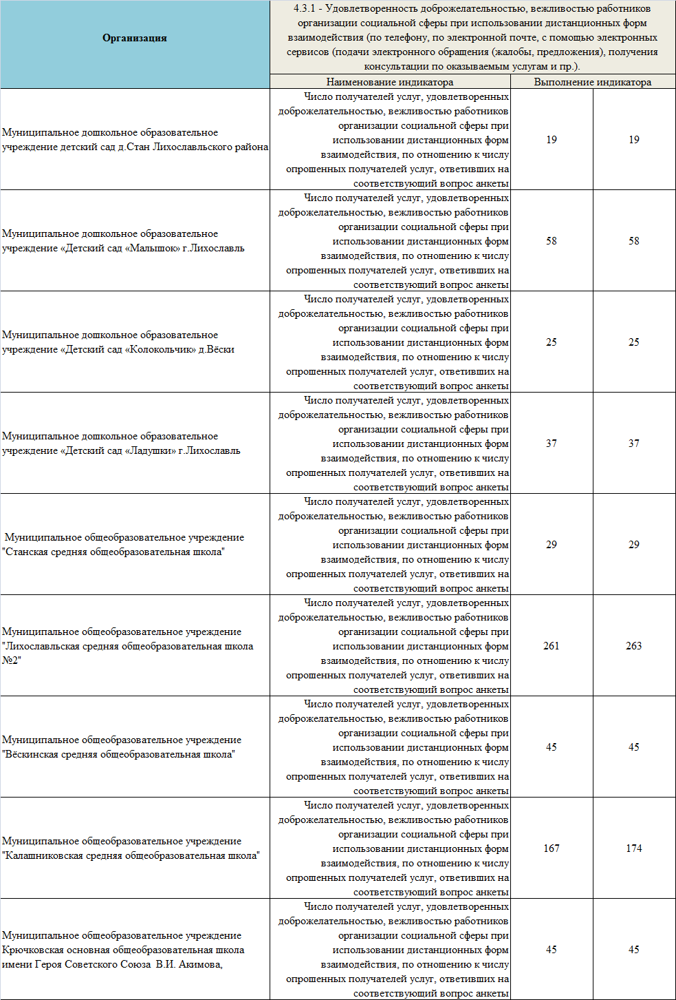 Организация
4.3.1 - Удовлетворенность доброжелательностью, вежливостью работников
организации социальной сферы при использовании дистанционных форм
взаимодействия (по телефону, по электронной почте, с помощью электронных
сервисов (подачи электронного обращения (жалобы, предложения), получения
консультации по оказываемым услугам и пр.).
Наименование индикатора
Выполнение индикатора
Муниципальное дошкольное образовательное
учреждение детский сад д.Стан Лихославльского района
Число получателей услуг, удовлетворенных
доброжелательностью, вежливостью работников
организации социальной сферы при
использовании дистанционных форм
взаимодействия, по отношению к числу
опрошенных получателей услуг, ответивших на
соответствующий вопрос анкеты
19 19
Муниципальное дошкольное образовательное
учреждение «Детский сад «Малышок» г.Лихославль
Число получателей услуг, удовлетворенных
доброжелательностью, вежливостью работников
организации социальной сферы при
использовании дистанционных форм
взаимодействия, по отношению к числу
опрошенных получателей услуг, ответивших на
соответствующий вопрос анкеты
58 58
Муниципальное дошкольное образовательное
учреждение «Детский сад «Колокольчик» д.Вёски
Число получателей услуг, удовлетворенных
доброжелательностью, вежливостью работников
организации социальной сферы при
использовании дистанционных форм
взаимодействия, по отношению к числу
опрошенных получателей услуг, ответивших на
соответствующий вопрос анкеты
25 25
Муниципальное дошкольное образовательное
учреждение «Детский сад «Ладушки» г.Лихославль
Число получателей услуг, удовлетворенных
доброжелательностью, вежливостью работников
организации социальной сферы при
использовании дистанционных форм
взаимодействия, по отношению к числу
опрошенных получателей услуг, ответивших на
соответствующий вопрос анкеты
37 37
Муниципальное общеобразовательное учреждение
"Станская средняя общеобразовательная школа"
Число получателей услуг, удовлетворенных
доброжелательностью, вежливостью работников
организации социальной сферы при
использовании дистанционных форм
взаимодействия, по отношению к числу
опрошенных получателей услуг, ответивших на
соответствующий вопрос анкеты
29 29
Муниципальное общеобразовательное учреждение
"Лихославльская средняя общеобразовательная школа
№2"
Число получателей услуг, удовлетворенных
доброжелательностью, вежливостью работников
организации социальной сферы при
использовании дистанционных форм
взаимодействия, по отношению к числу
опрошенных получателей услуг, ответивших на
соответствующий вопрос анкеты
261 263
Муниципальное общеобразовательное учреждение
"Вёскинская средняя общеобразовательная школа"
Число получателей услуг, удовлетворенных
доброжелательностью, вежливостью работников
организации социальной сферы при
использовании дистанционных форм
взаимодействия, по отношению к числу
опрошенных получателей услуг, ответивших на
соответствующий вопрос анкеты
45 45
Муниципальное общеобразовательное учреждение
"Калашниковская средняя общеобразовательная школа"
Число получателей услуг, удовлетворенных
доброжелательностью, вежливостью работников
организации социальной сферы при
использовании дистанционных форм
взаимодействия, по отношению к числу
опрошенных получателей услуг, ответивших на
соответствующий вопрос анкеты
167 174
Муниципальное общеобразовательное учреждение
Крючковская основная общеобразовательная школа
имени Героя Советского Союза В.И. Акимова,
Число получателей услуг, удовлетворенных
доброжелательностью, вежливостью работников
организации социальной сферы при
использовании дистанционных форм
взаимодействия, по отношению к числу
опрошенных получателей услуг, ответивших на
соответствующий вопрос анкеты
45 45